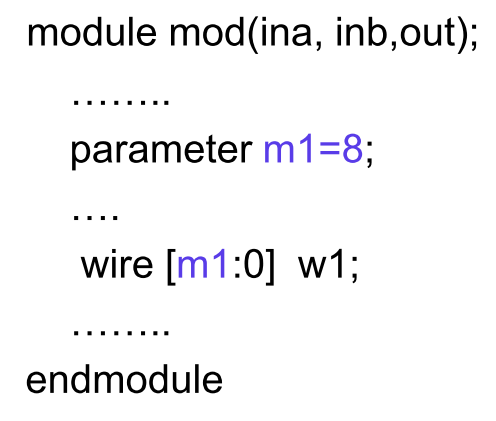 module mod(ina, inb,out);
........
parameter m1=8;
....
wire [m1:0] w1;
........
endmodule